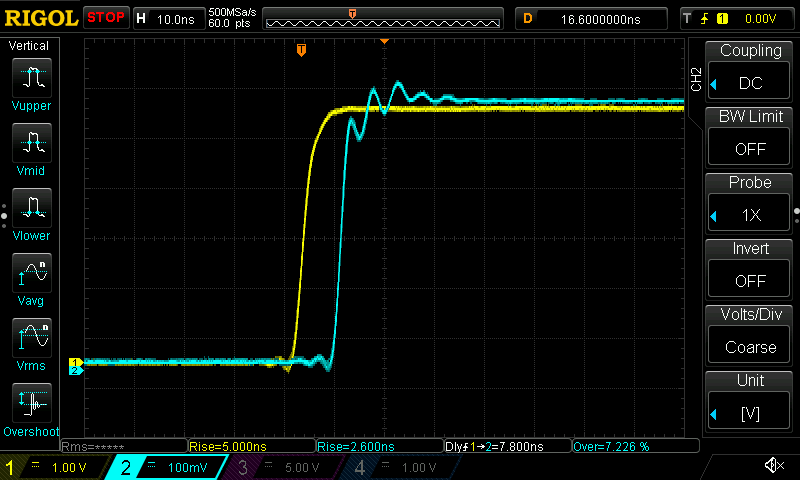 RIGOL STOP H 10.0ns 500MSa/s 60.0 pts D 16.6000000ns T 1 0.00V
T
T
Vertical
Vupper
Vmid
Vlower
n
Vavg
n
Vrms
Overshoot
1
2
CH2
Coupling
DC
BW Limit
OFF
Probe
1X
Invert
OFF
Volts/Div
Coarse
Unit
[V]
Rms=***** Rise=5.000ns Rise=2.600ns Dly1→2=7.800ns Over=7.226 %
1 1.00 V 2 100mV 3 5.00 V 4 1.00 V